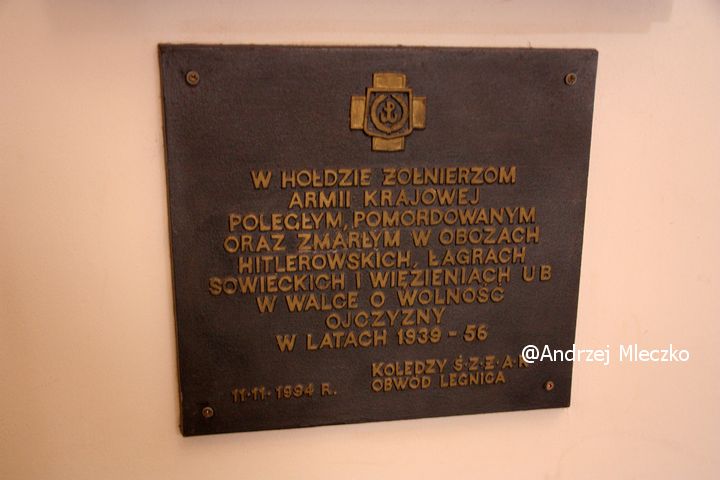 W HOŁDZIE ŻOŁNIERZOM
ARMII KRAJOWEJ
POLEGŁYM, POMORDOWANYM
ORAZ ZMARŁYM W OBOZACH
HITLEROWSKICH, ŁAGRACH
SOWIECKICH I WIĘZIENIACH UB
W WALCE O WOLNOŚĆ
OJCZYZNY
W LATACH 1939 - 56
@Andrzej Mleczko
KOLEDZY Ś·Z·Ż·A·K
OBWÓD LEGNICA
11·11·1994 R.